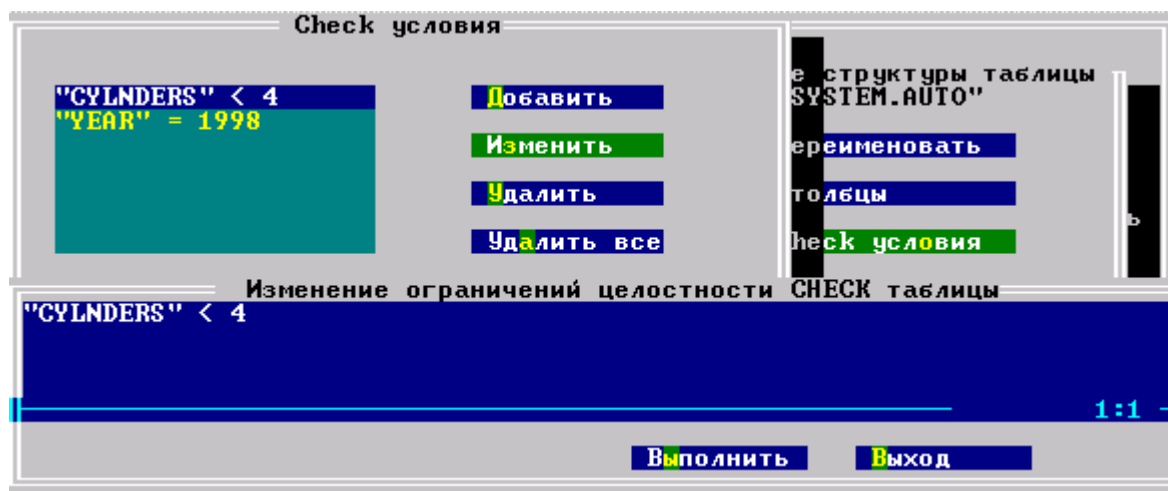 Check условия
"CYLNDERS" < 4
"YEAR" = 1998
Добавить
Изменить
Удалить
Удалить все
е структуры таблицы
SYSTEM.AUTO"
ереименовать
толбцы
heck условия
ь
Изменение ограничений целостности CHECK таблицы
"CYLNDERS" < 4
1:1
Выполнить
Выход